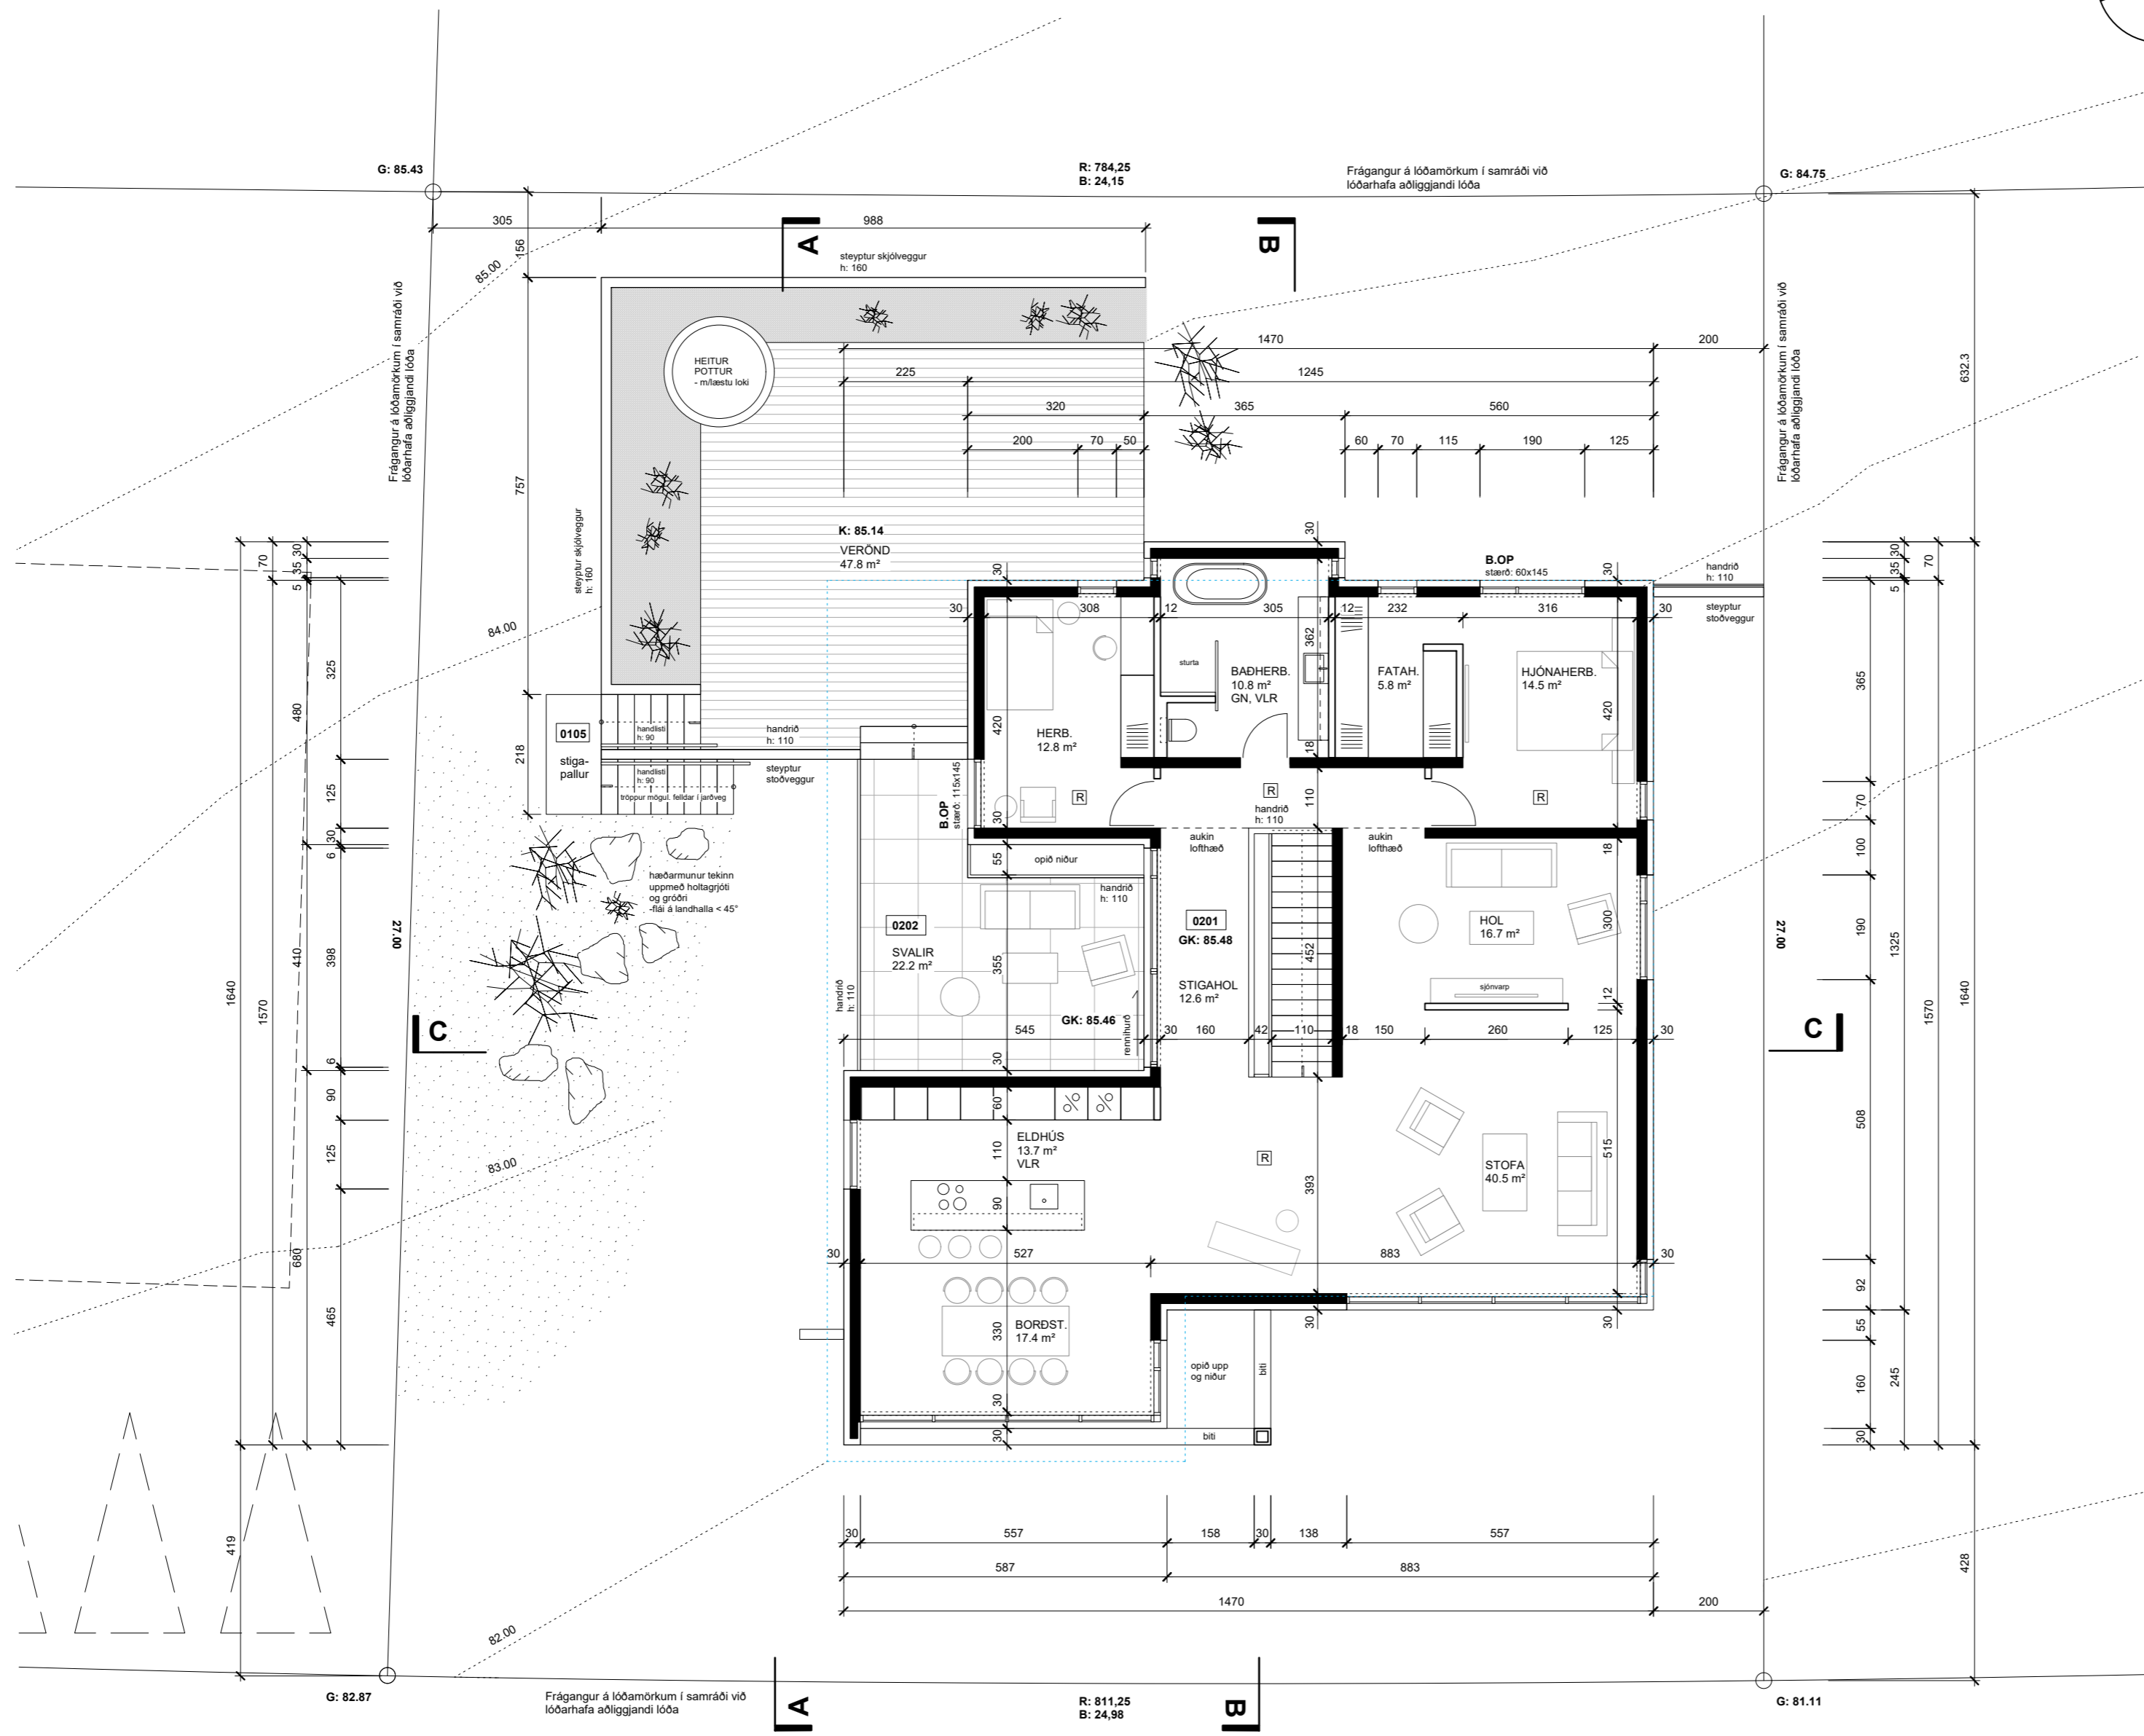 G: 85.43
R: 784,25
B: 24,15
Frágangur á lóðamörkum í samráði við
lóðarhafa aðliggjandi lóða
G: 84.75
305
988
156
A
B
steyptur skjólveggur
h: 160
85.00
Frágangur á lóðamörkum í samráði við
lóðarhafa aðliggjandi lóða
Frágangur á lóðamörkum í samráði við
lóðarhafa aðliggjandi lóða
HEITUR
POTTUR
- m/læstu loki
1470
200
225
1245
632.3
320
365
560
200
70
50
60
70
115
190
125
757
steyptur skjólveggur
h: 160
K: 85.14
VERÖND
47.8 m²
30
B.OP
stærð: 60x145
handrið
h: 110
steyptur
stoðveggur
70
30
35
5
30
30
30
35
5
70
30
308
12
305
12
232
316
30
84.00
325
480
362
365
sturta
BAÐHERB.
10.8 m²
GN, VLR
FATAH.
5.8 m²
HJÓNAHERB.
14.5 m²
420
420
HERB.
12.8 m²
18
0105
stiga-
pallur
handlisti
h: 90
handlisti
h: 90
tröppur mögul. felldar í jarðveg
handrið
h: 110
steyptur
stoðveggur
218
125
B.OP
stærð: 115x145
R
R
R
110
70
handrið
h: 110
30
30
6
aukin
lofthæð
aukin
lofthæð
18
100
55
opið niður
hæðarmunur tekinn
uppmeð holtagrjóti
og gróðri
-flái á landhalla < 45°
handrið
h: 110
27.00
27.00
0202
SVALIR
22.2 m²
0201
GK: 85.48
STIGAHOL
12.6 m²
HOL
16.7 m²
300
190
1325
410
398
355
452
sjónvarp
12
1640
1570
1570
1640
handrið
h: 110
GK: 85.46
rennihurð
C
C
545
30
160
42
110
18
150
260
125
30
6
30
90
60
ELDHÚS
13.7 m²
VLR
110
R
STOFA
40.5 m²
515
508
125
83.00
90
393
680
30
527
883
30
92
465
330
BORÐST.
17.4 m²
30
30
55
opið upp
og niður
biti
160
245
30
30
biti
30
30
557
158
30
138
557
419
428
587
883
1470
200
82.00
G: 82.87
Frágangur á lóðamörkum í samráði við
lóðarhafa aðliggjandi lóða
A
R: 811,25
B: 24,98
B
G: 81.11